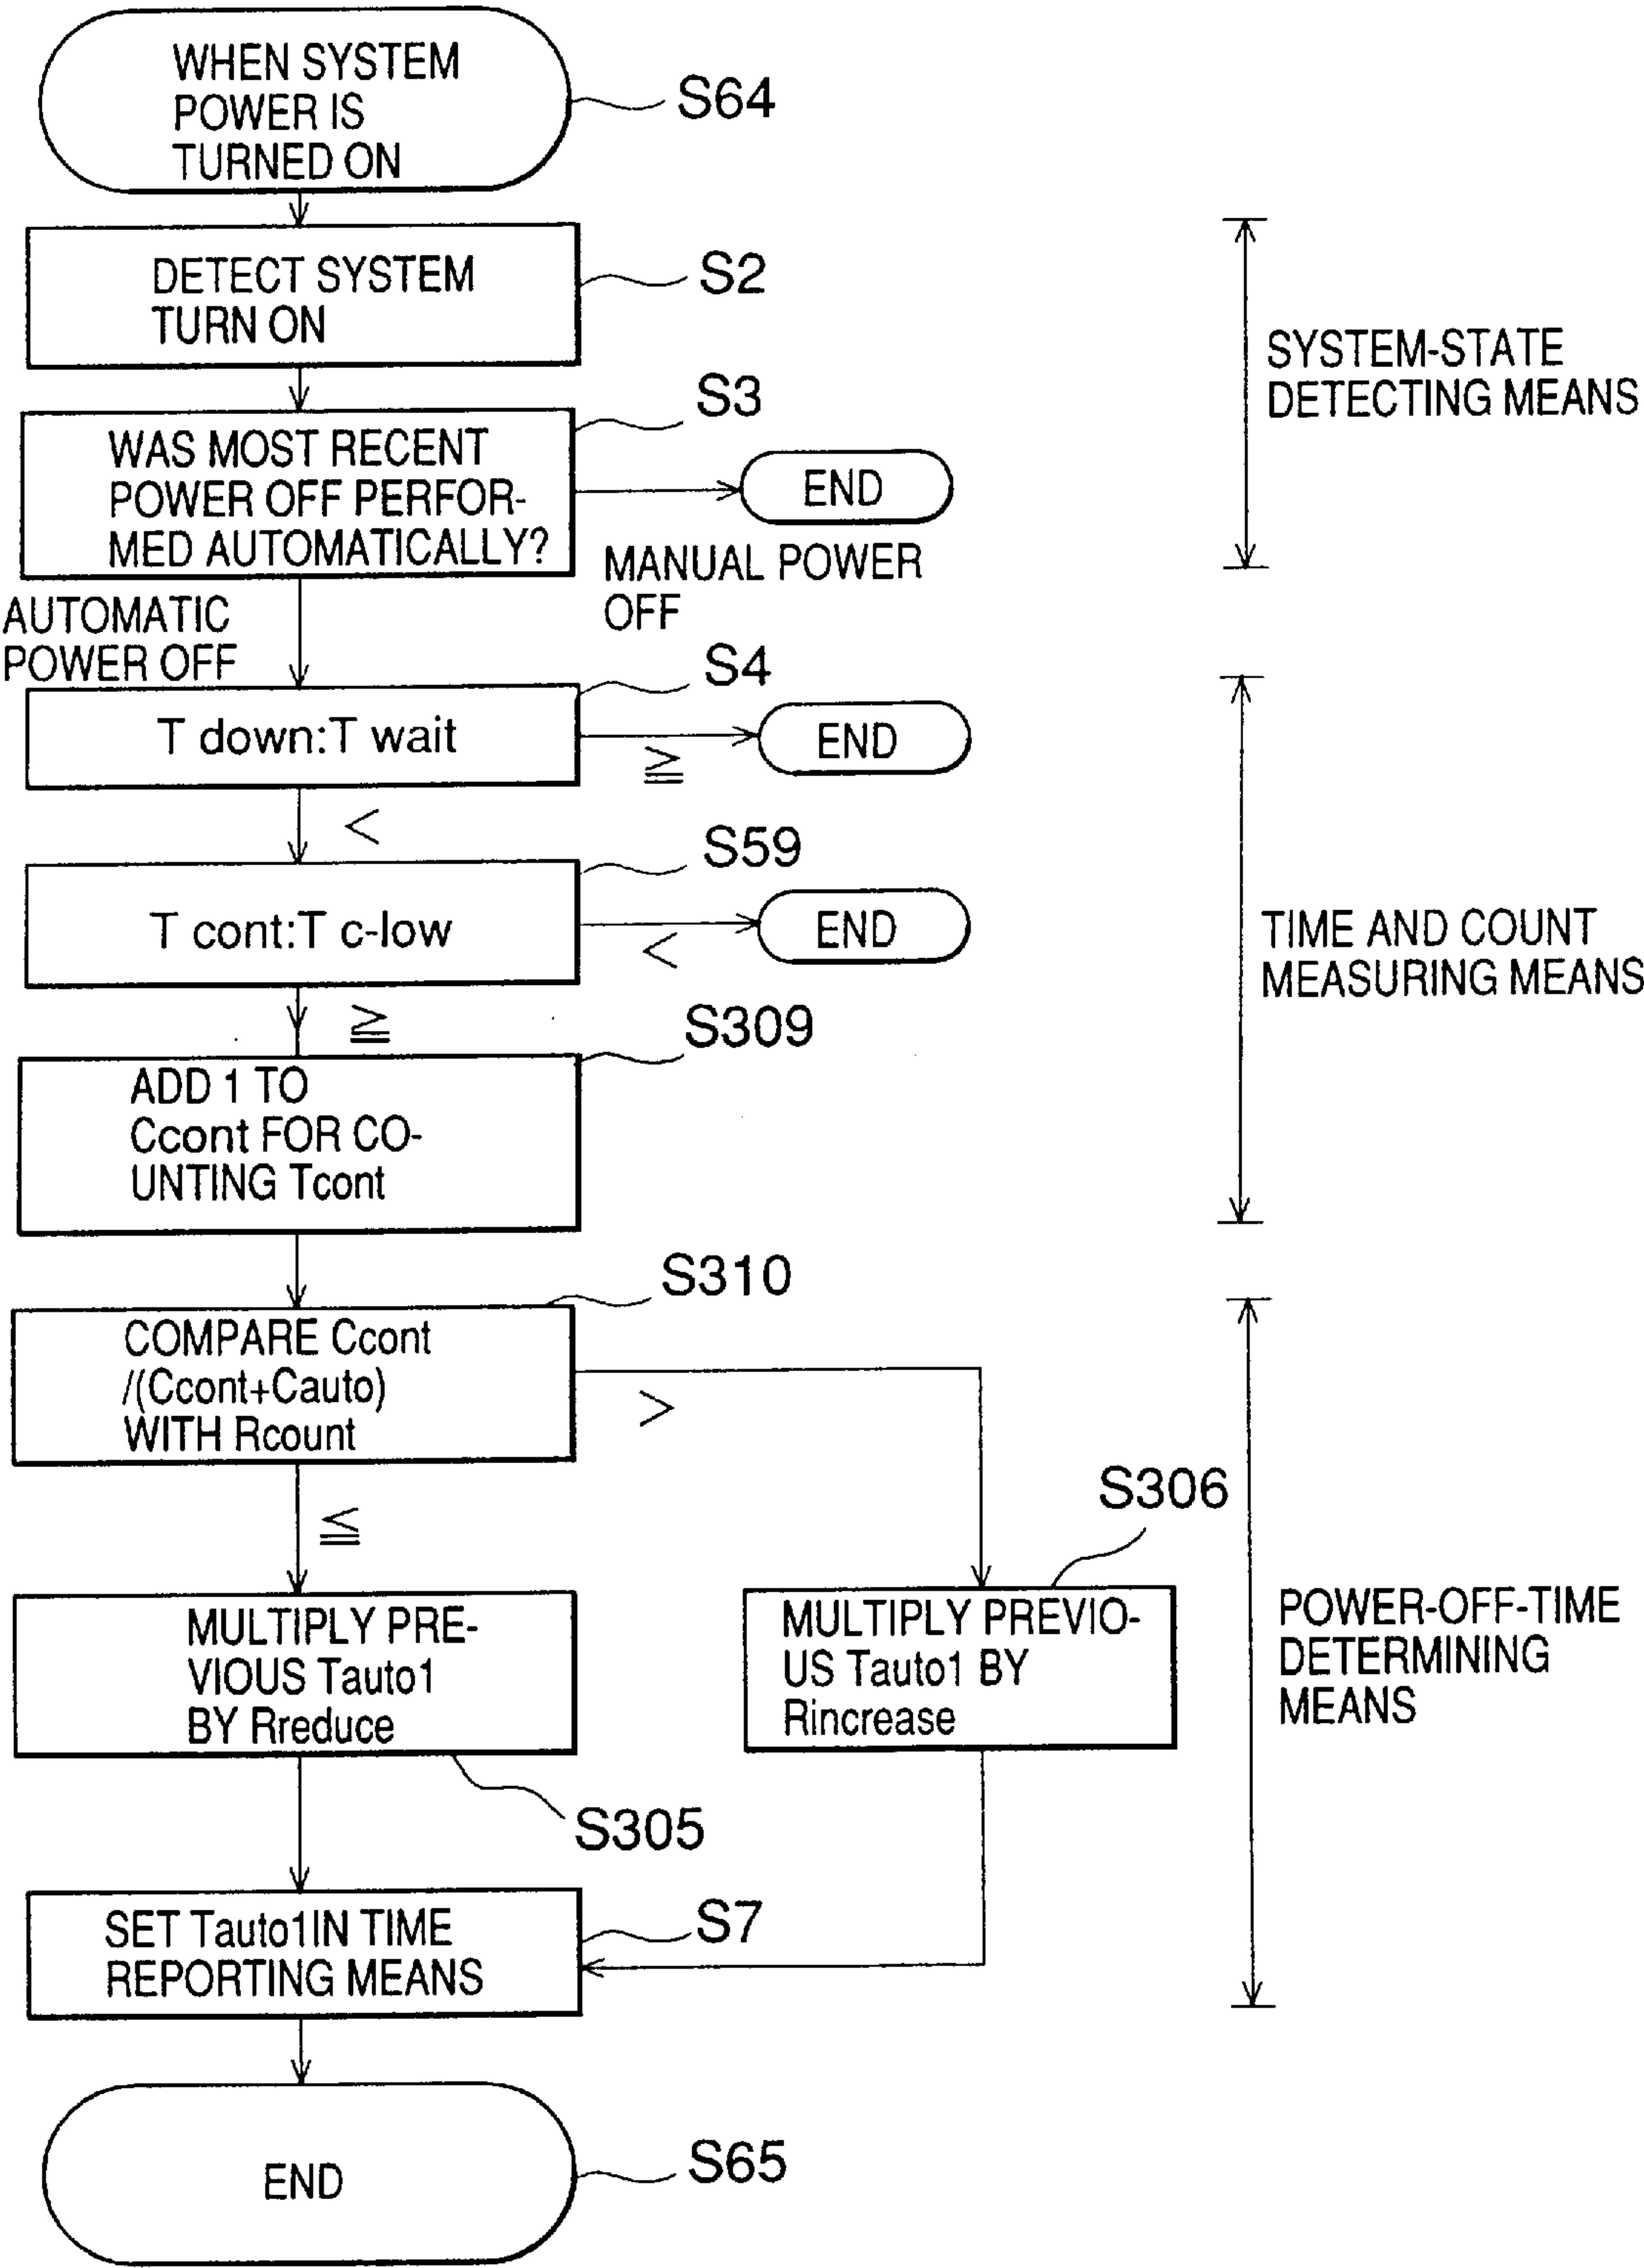 WHEN SYSTEM
POWER IS
TURNED ON
S64
DETECT SYSTEM
TURN ON
S2
SYSTEM-STATE
DETECTING MEANS
S3
WAS MOST RECENT
POWER OFF PERFOR-
MED AUTOMATICALLY?
END
MANUAL POWER
OFF
AUTOMATIC
POWER OFF
S4
T down:T wait
≧
END
<
S59
T cont:T c-low
<
END
≧
TIME AND COUNT
MEASURING MEANS
S309
ADD 1 TO
Ccont FOR CO-
UNTING Tcont
S310
COMPARE Ccont
/(Ccont+Cauto)
WITH Rcount
>
≦
S306
MULTIPLY PRE-
VIOUS Tauto1
BY Rreduce
S305
MULTIPLY PREVIO-
US Tauto1 BY
Rincrease
POWER-OFF-TIME
DETERMINING
MEANS
SET Tauto1IN TIME
REPORTING MEANS
S7
END
S65